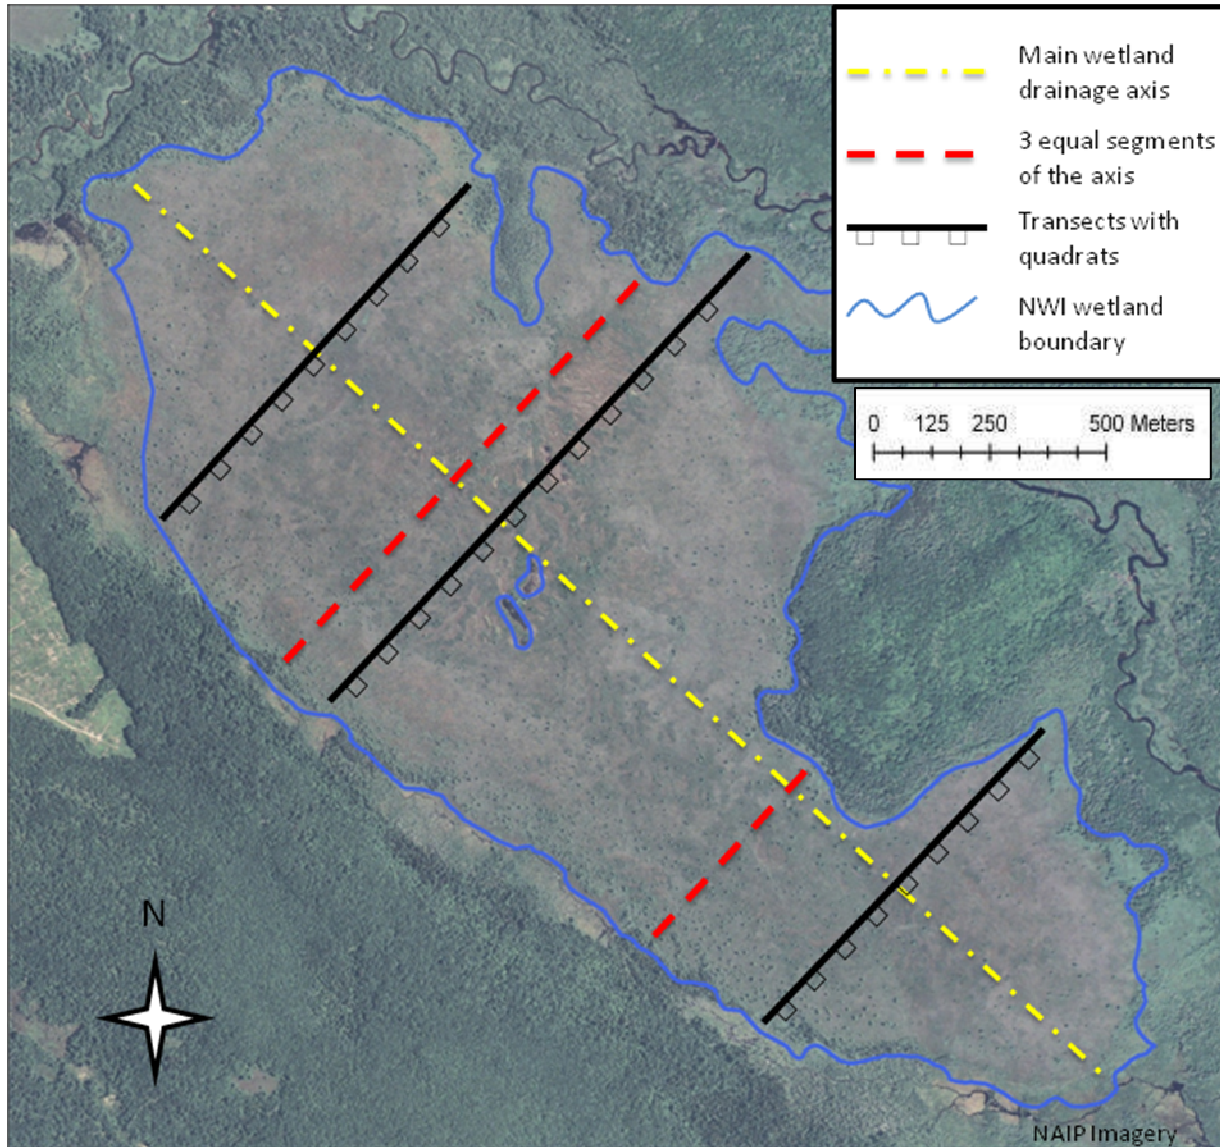 Main wetland
drainage axis
3 equal segments
of the axis
Transects with
quadrats
NWI wetland
boundary
0 125 250 500 Meters
N
NAIP Imagery